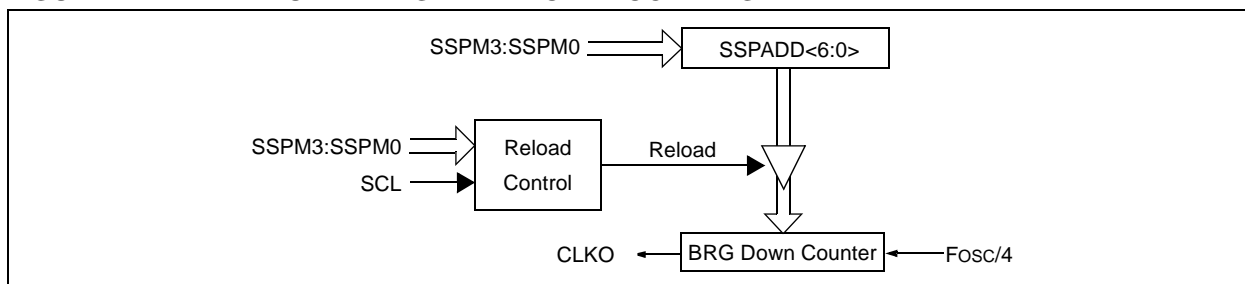 SSPM3:SSPM0
SSPADD<6:0>
SSPM3:SSPM0
SCL
Reload
Control
Reload
CLKO
BRG Down Counter
FOSC/4